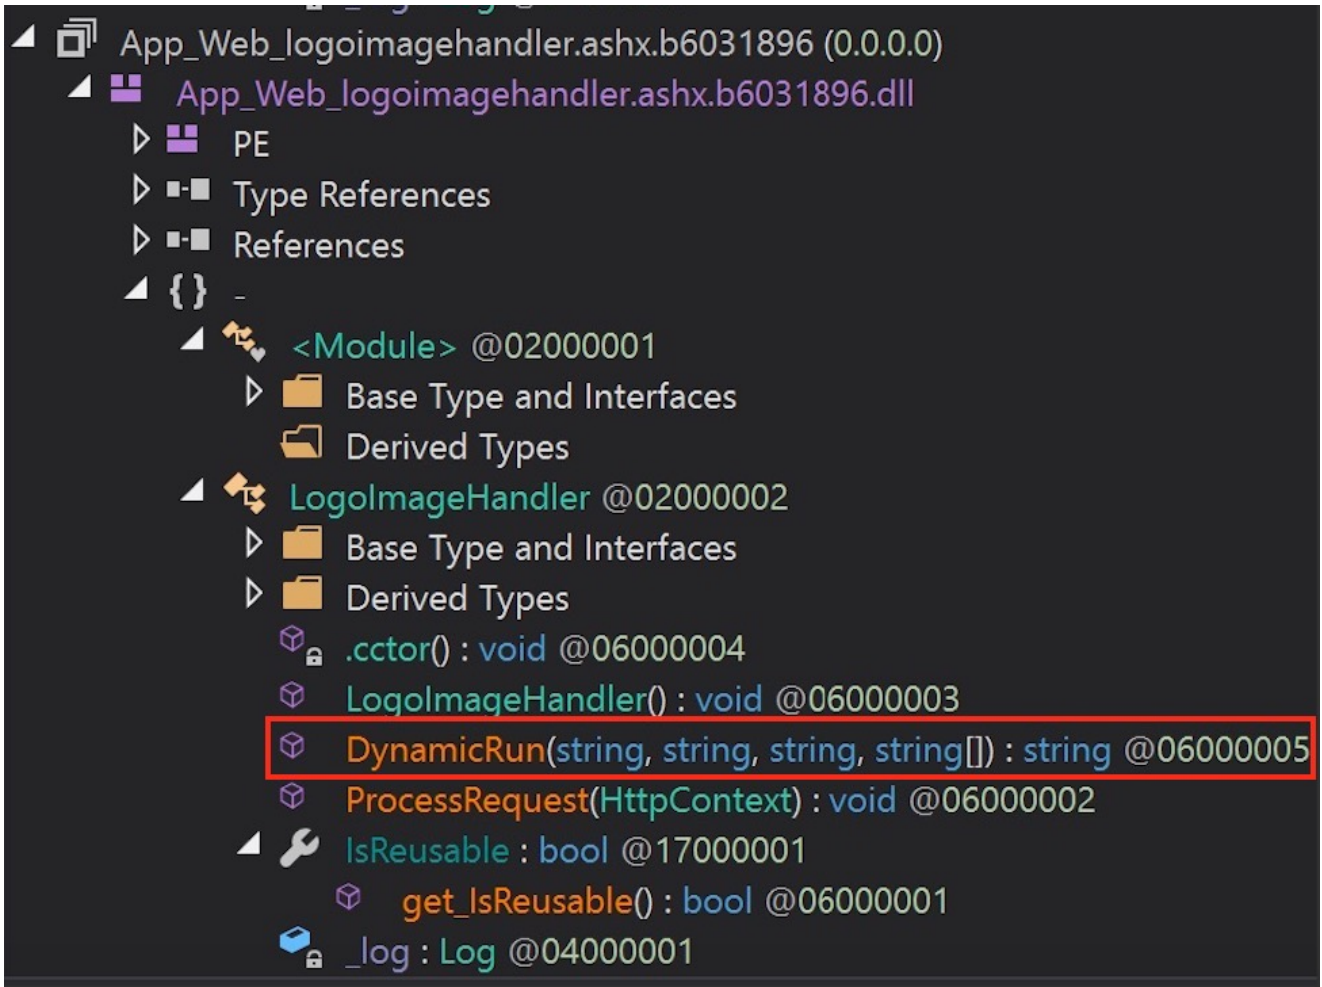 App_Web_logoimagehandler.ashx.b6031896 (0.0.0.0)
App_Web_logoimagehandler.ashx.b6031896.dll
PE
Type References
References
{ } -
<Module> @02000001
Base Type and Interfaces
Derived Types
LogoImageHandler @02000002
Base Type and Interfaces
Derived Types
.cctor() : void @06000004
LogoImageHandler() : void @06000003
DynamicRun(string, string, string, string[]) : string @06000005
ProcessRequest(HttpContext) : void @06000002
IsReusable : bool @17000001
get_IsReusable() : bool @06000001
_log : Log @04000001